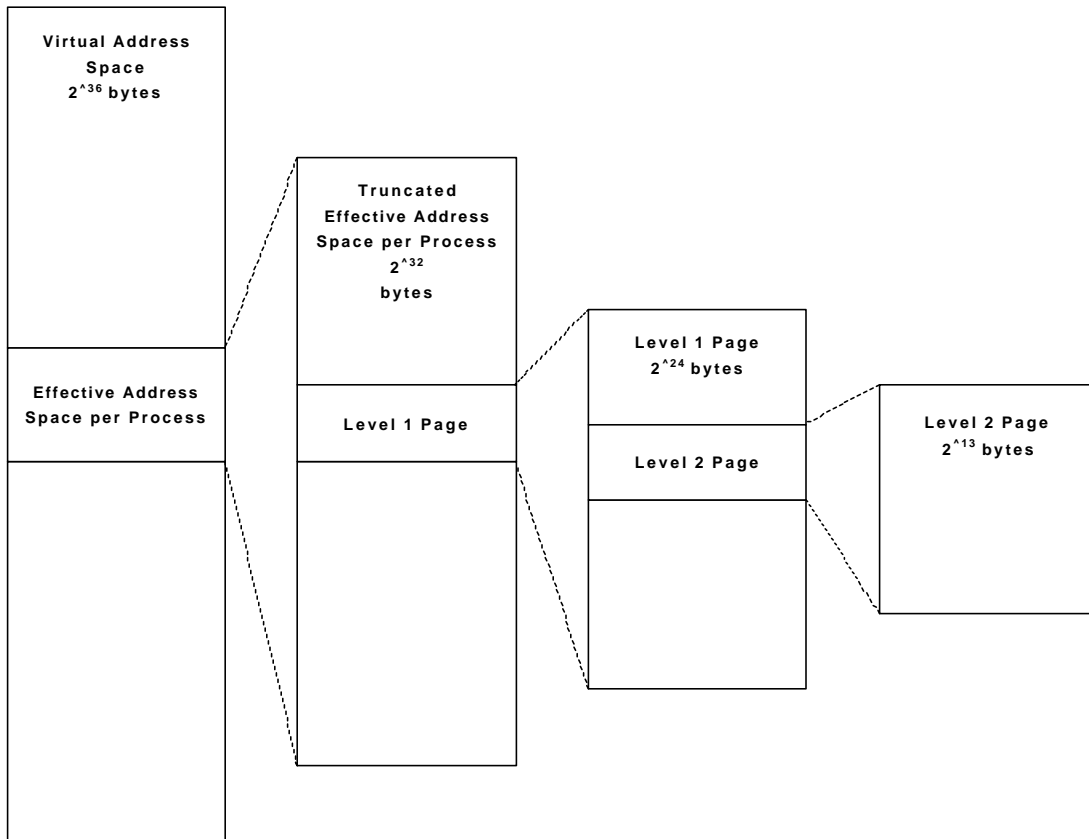 Virtual Address
Space
2^36 bytes
Effective Address
Space per Process
Truncated
Effective Address
Space per Process
2^32
bytes
Level 1 Page
Level 1 Page
2^24 bytes
Level 2 Page
Level 2 Page
2^13 bytes